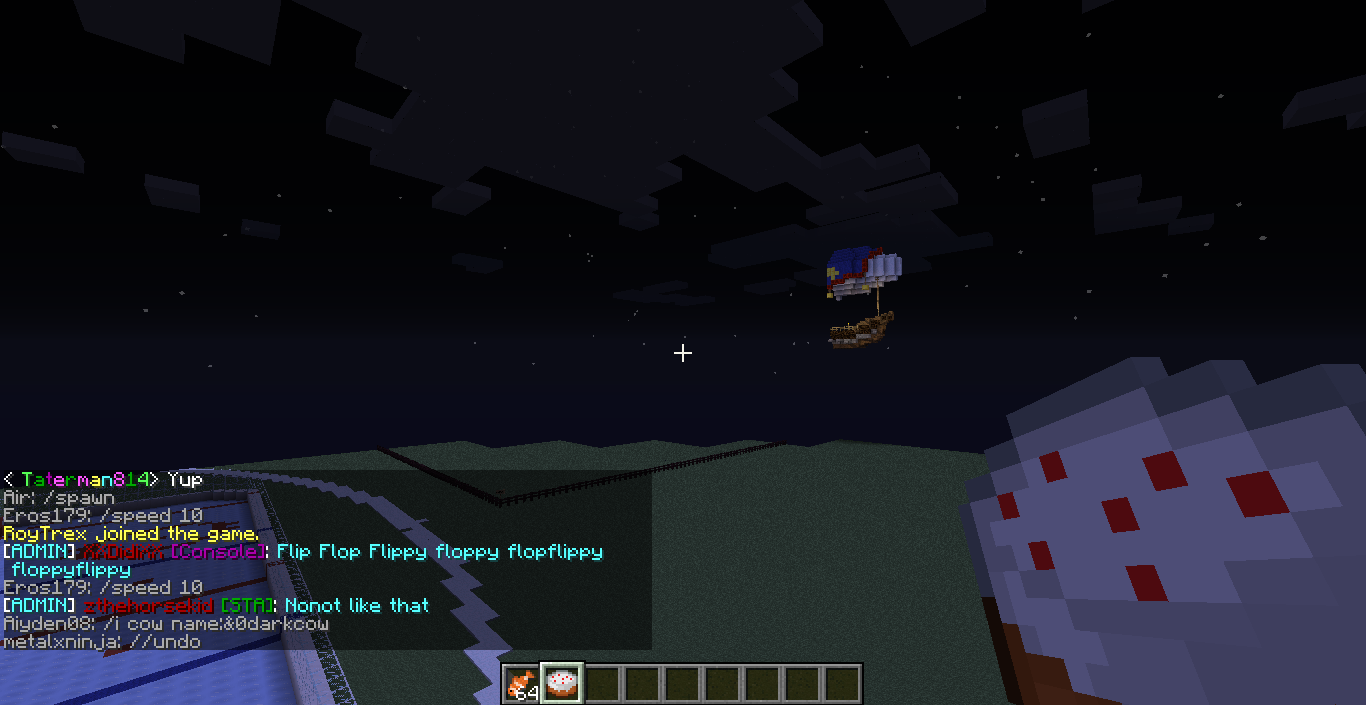 < Taterman814> Yup
Air: /spawn
Eros179: /speed 10
RoyTrex joined the game.
[ADMIN] XXDidiXX [Console]: Flip Flop Flippy floppy flopflippy
floppyflippy
Eros179: /speed 10
[ADMIN] zthehorsekid [STA]: Nonot like that
Aiyden08: /i cow name:&0darkcow
metalxninja: //undo
64